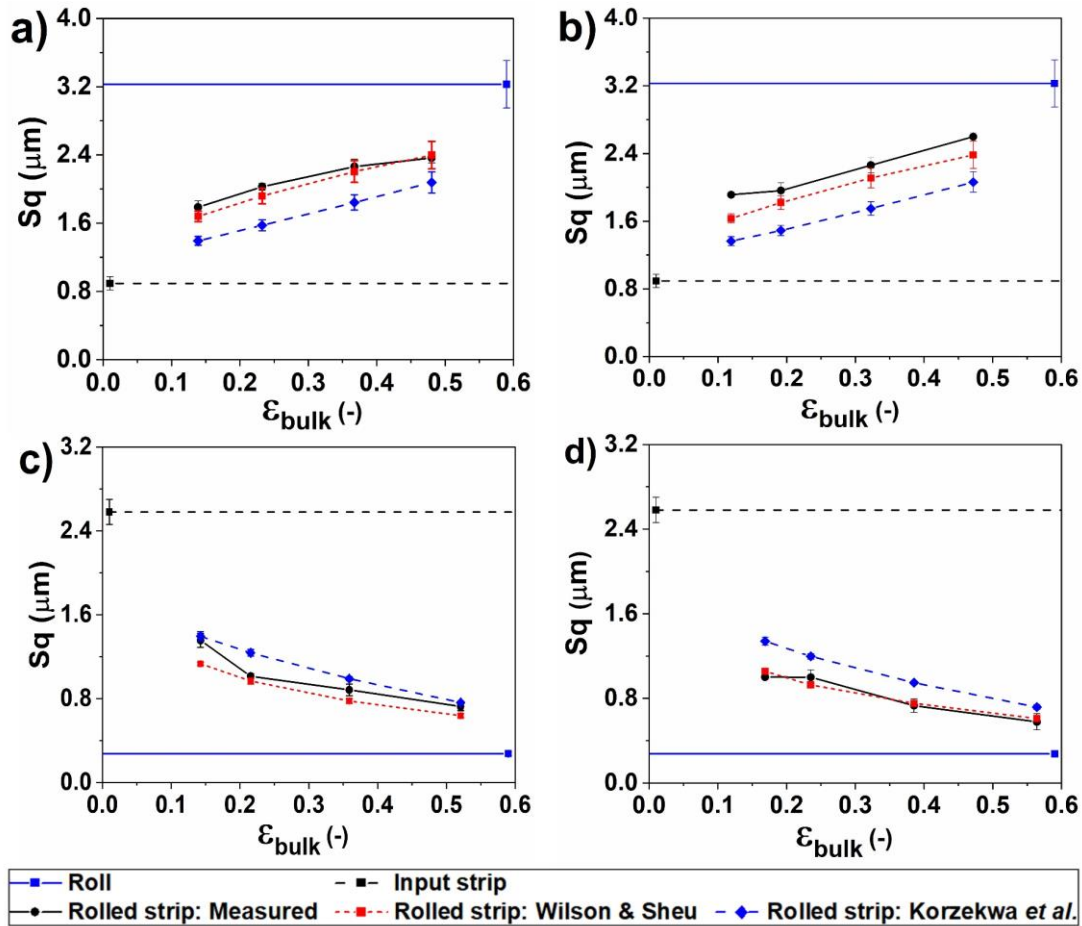 a)
4.0
3.2
2.4
1.6
0.8
0.0
Sq (μm)
0.0 0.1 0.2 0.3 0.4 0.5 0.6
εbulk (-)
b)
4.0
3.2
2.4
1.6
0.8
0.0
Sq (μm)
0.0 0.1 0.2 0.3 0.4 0.5 0.6
εbulk (-)
c)
3.2
2.4
1.6
0.8
0.0
Sq (μm)
0.0 0.1 0.2 0.3 0.4 0.5 0.6
εbulk (-)
d)
3.2
2.4
1.6
0.8
0.0
Sq (μm)
0.0 0.1 0.2 0.3 0.4 0.5 0.6
εbulk (-)
Roll Input strip
Rolled strip: Measured Rolled strip: Wilson & Sheu Rolled strip: Korzekwa et al.